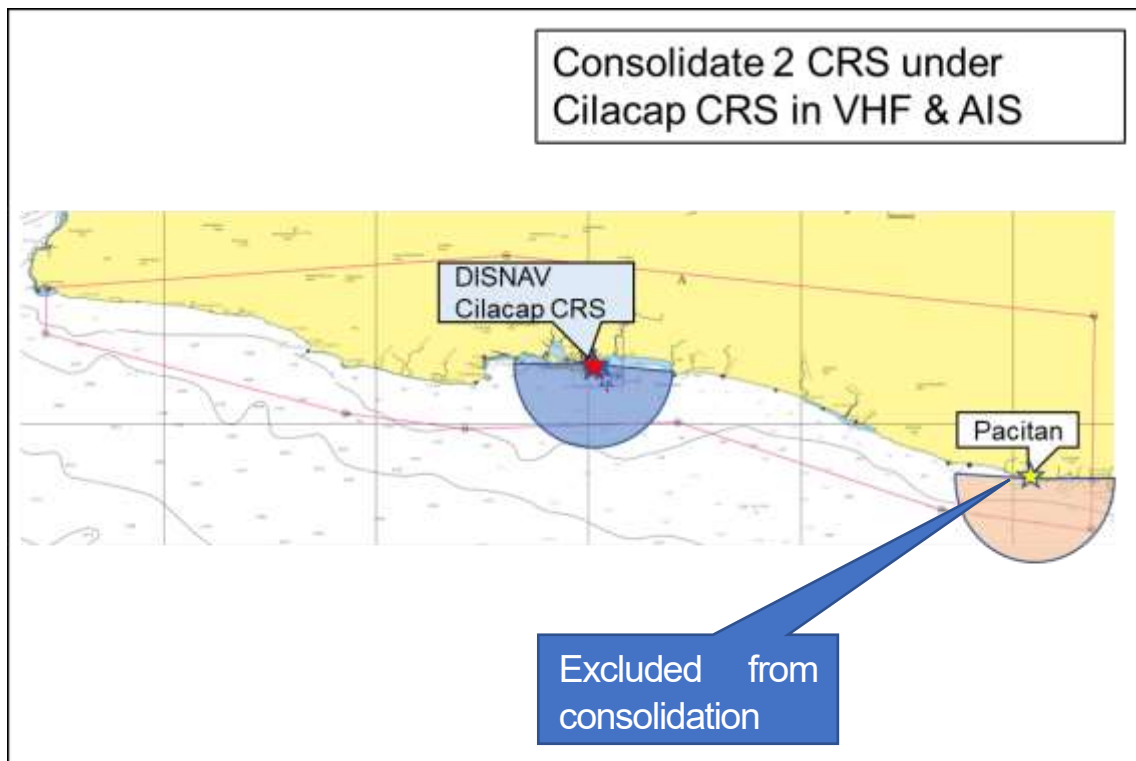 Consolidate 2 CRS under
Cilacap CRS in VHF & AIS
DISNAV
Cilacap CRS
A
Pacitan
Excluded from
consolidation